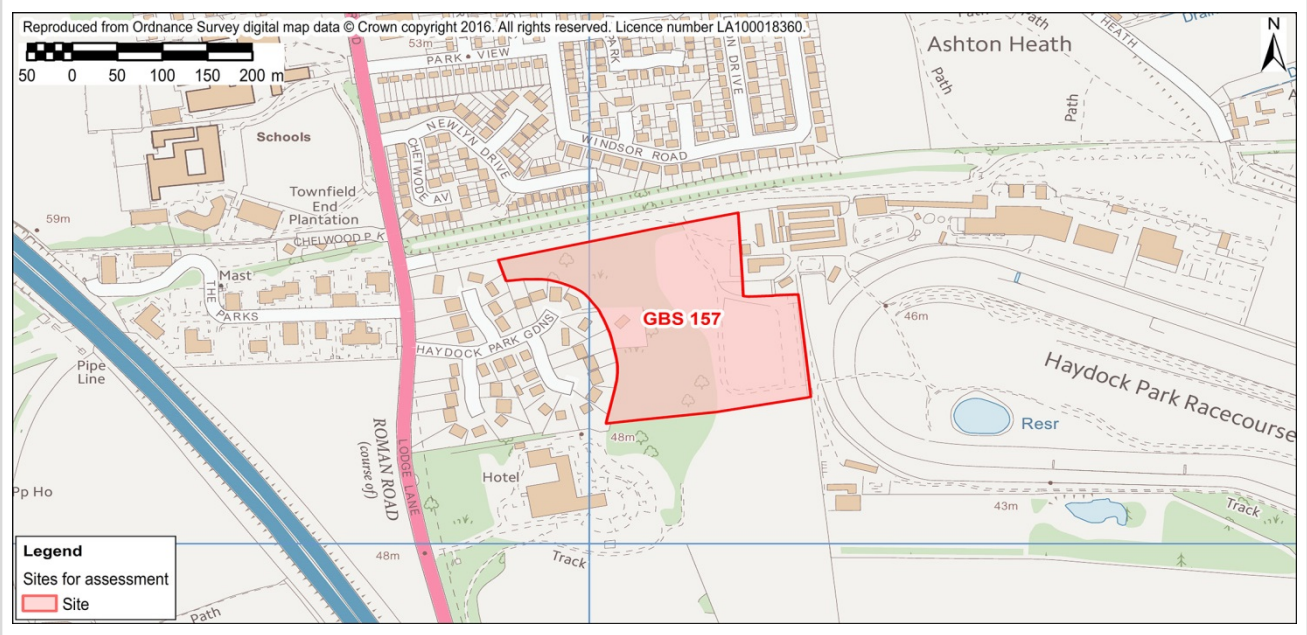 Reproduced from Ordnance Survey digital map data © Crown copyright 2016. All rights reserved. Licence number LA100018360.
50 0 50 100 150 200 m
53m
PARK VIEW
PARK
DRIVE
Ashton Heath
Path
Path
Path
Path
HEATH
Drain
N
Schools
NEWLYN DRIVE
CHETWODE AV
WINDSOR ROAD
Townfield
End
Plantation
59m
CHELWOOD PK
Mast
THE PARKS
HAYDOCK PARK GDNS
GBS 157
46m
Haydock Park Racecourse
Pipe
Line
Resr
48m
ROMAN ROAD
(course of)
LODGE LANE
Hotel
Pp Ho
43m
Track
48m
Track
Path
Legend
Sites for assessment
Site